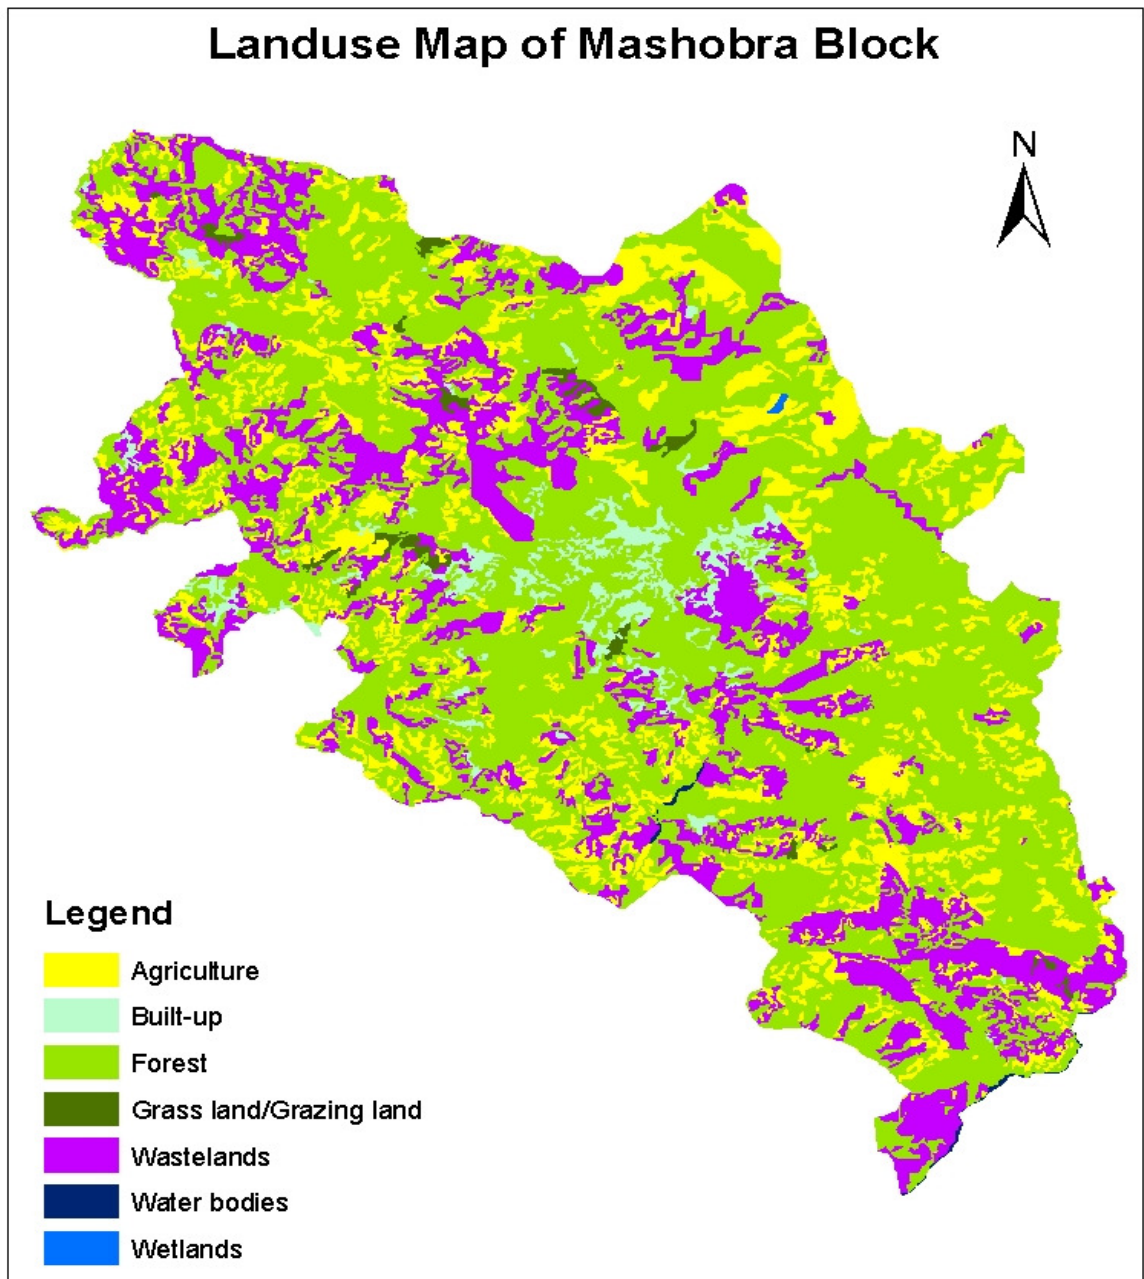 Landuse Map of Mashobra Block
N
Legend
Agriculture
Built-up
Forest
Grass land/Grazing land
Wastelands
Water bodies
Wetlands